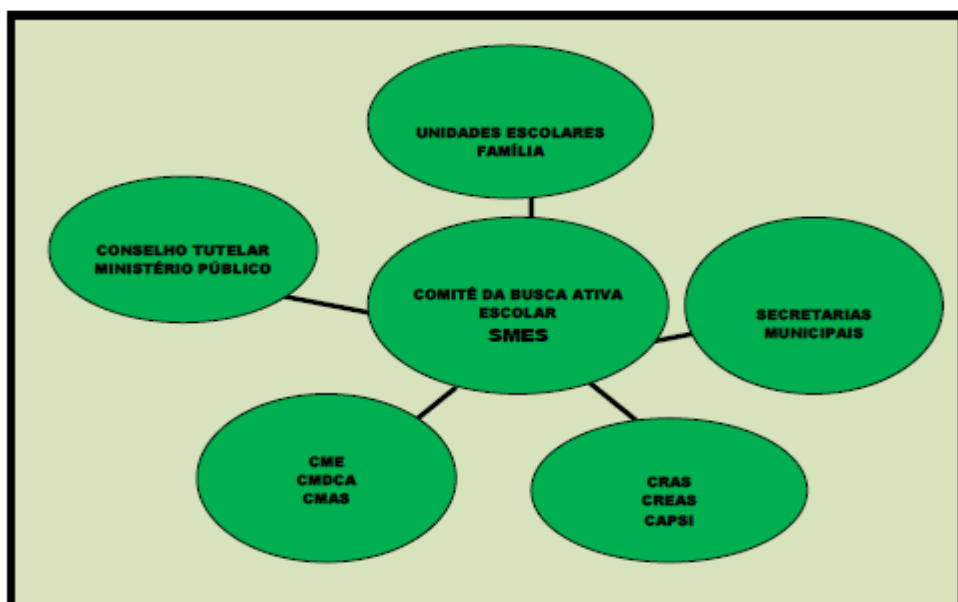 UNIDADES ESCOLARES
FAMÍLIA
CONSELHO TUTELAR
MINISTÉRIO PÚBLICO
COMITÊ DA BUSCA ATIVA
ESCOLAR
SMES
SECRETARIAS
MUNICIPAIS
CME
CMDCA
CMAS
CRAS
CREAS
CAPSI